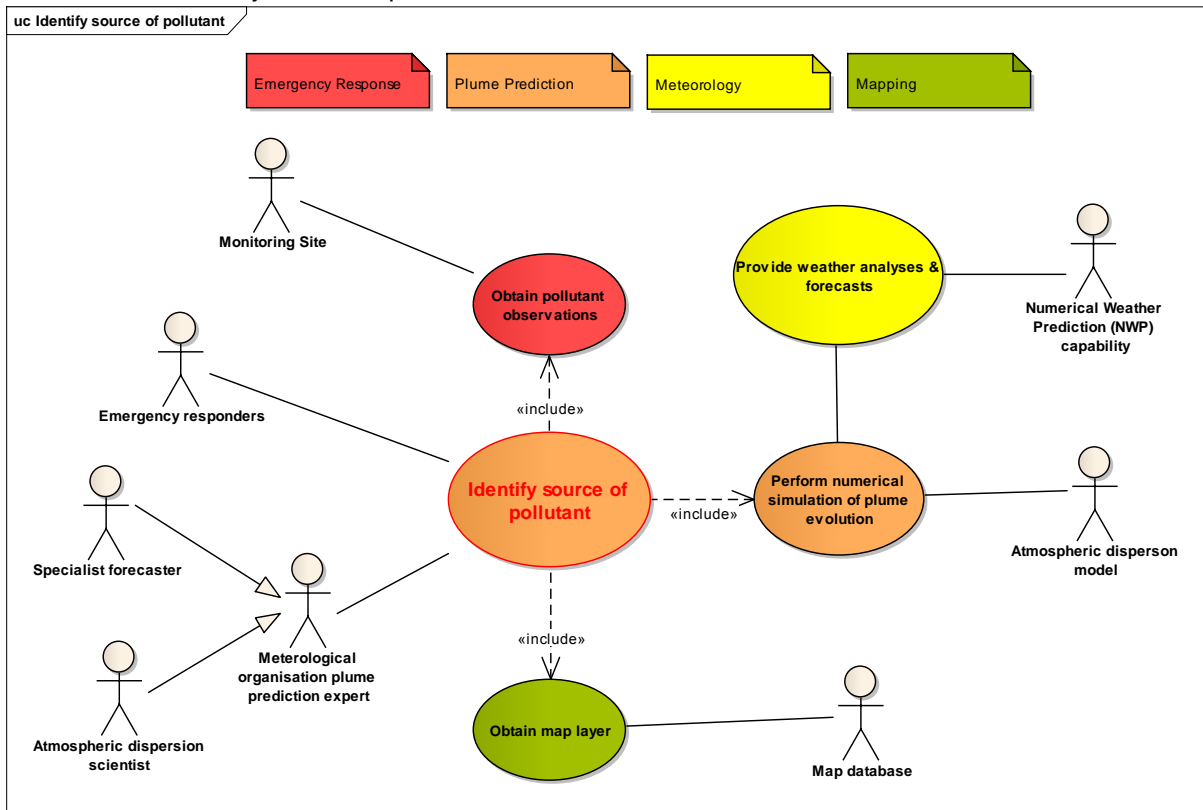 uc Identify source of pollutant
Emergency Response
Plume Prediction
Meteorology
Mapping
Monitoring Site
Obtain pollutant
observations
Provide weather analyses &
forecasts
Numerical Weather
Prediction (NWP)
capability
Emergency responders
«include»
Identify source of
pollutant
«include»
Perform numerical
simulation of plume
evolution
Atmospheric disperson
model
Specialist forecaster
Meterological
organisation plume
prediction expert
«include»
Atmospheric dispersion
scientist
Obtain map layer
Map database